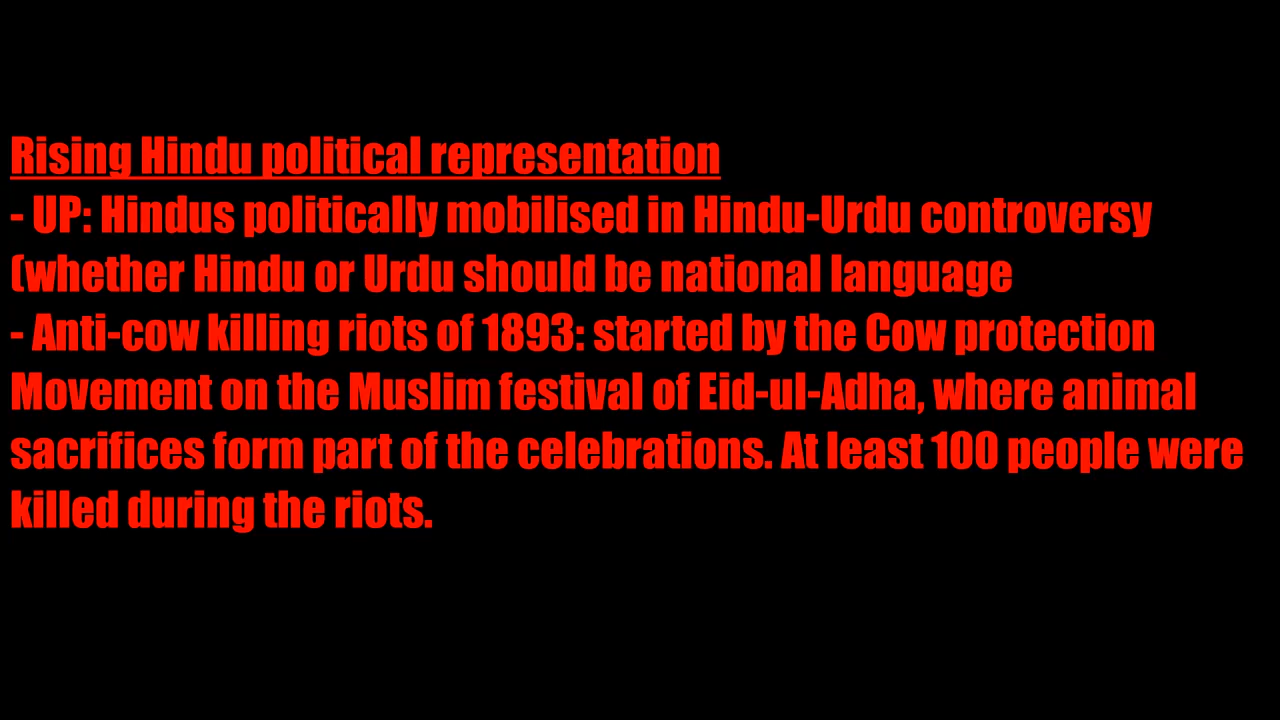 Rising Hindu political representation
- UP: Hindus politically mobilised in Hindu-Urdu controversy
(whether Hindu or Urdu should be national language
- Anti-cow killing riots of 1893: started by the Cow protection
Movement on the Muslim festival of Eid-ul-Adha, where animal
sacrifices form part of the celebrations. At least 100 people were
killed during the riots.